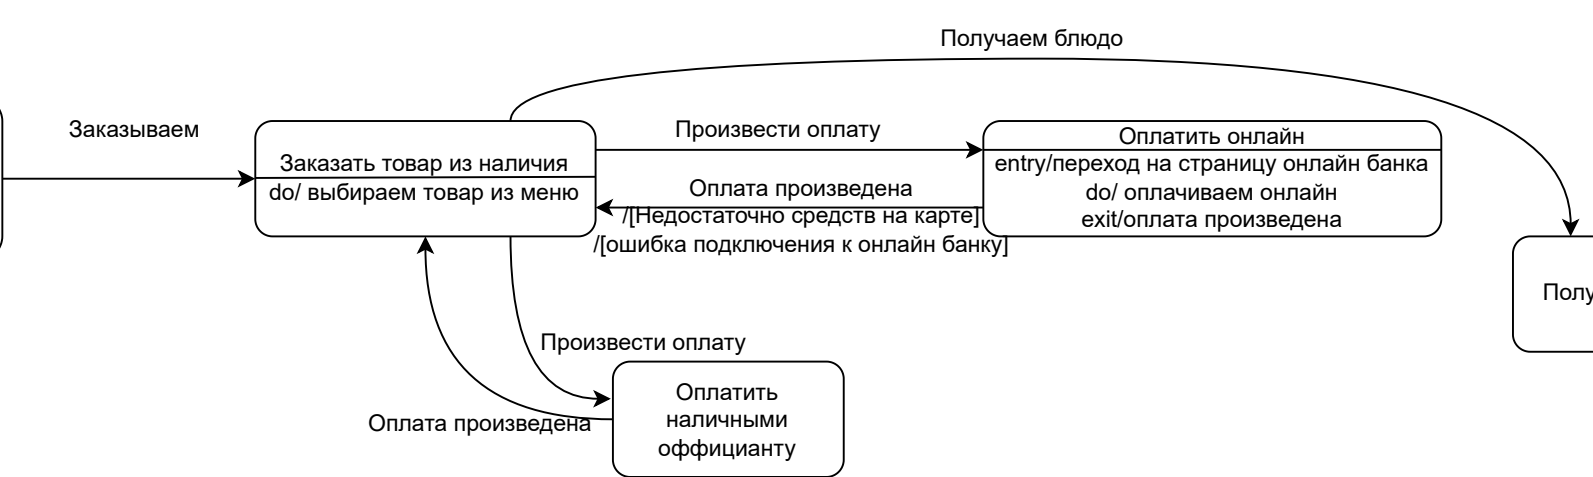 Получаем блюдо
Заказываем
Заказать товар из наличия
do/ выбираем товар из меню
Произвести оплату
Оплата произведена
/[Недостаточно средств на карте]
/[ошибка подключения к онлайн банку]
Оплатить онлайн
entry/переход на страницу онлайн банка
do/ оплачиваем онлайн
exit/оплата произведена
Полу
Произвести оплату
Оплата произведена
Оплатить
наличными
оффицианту